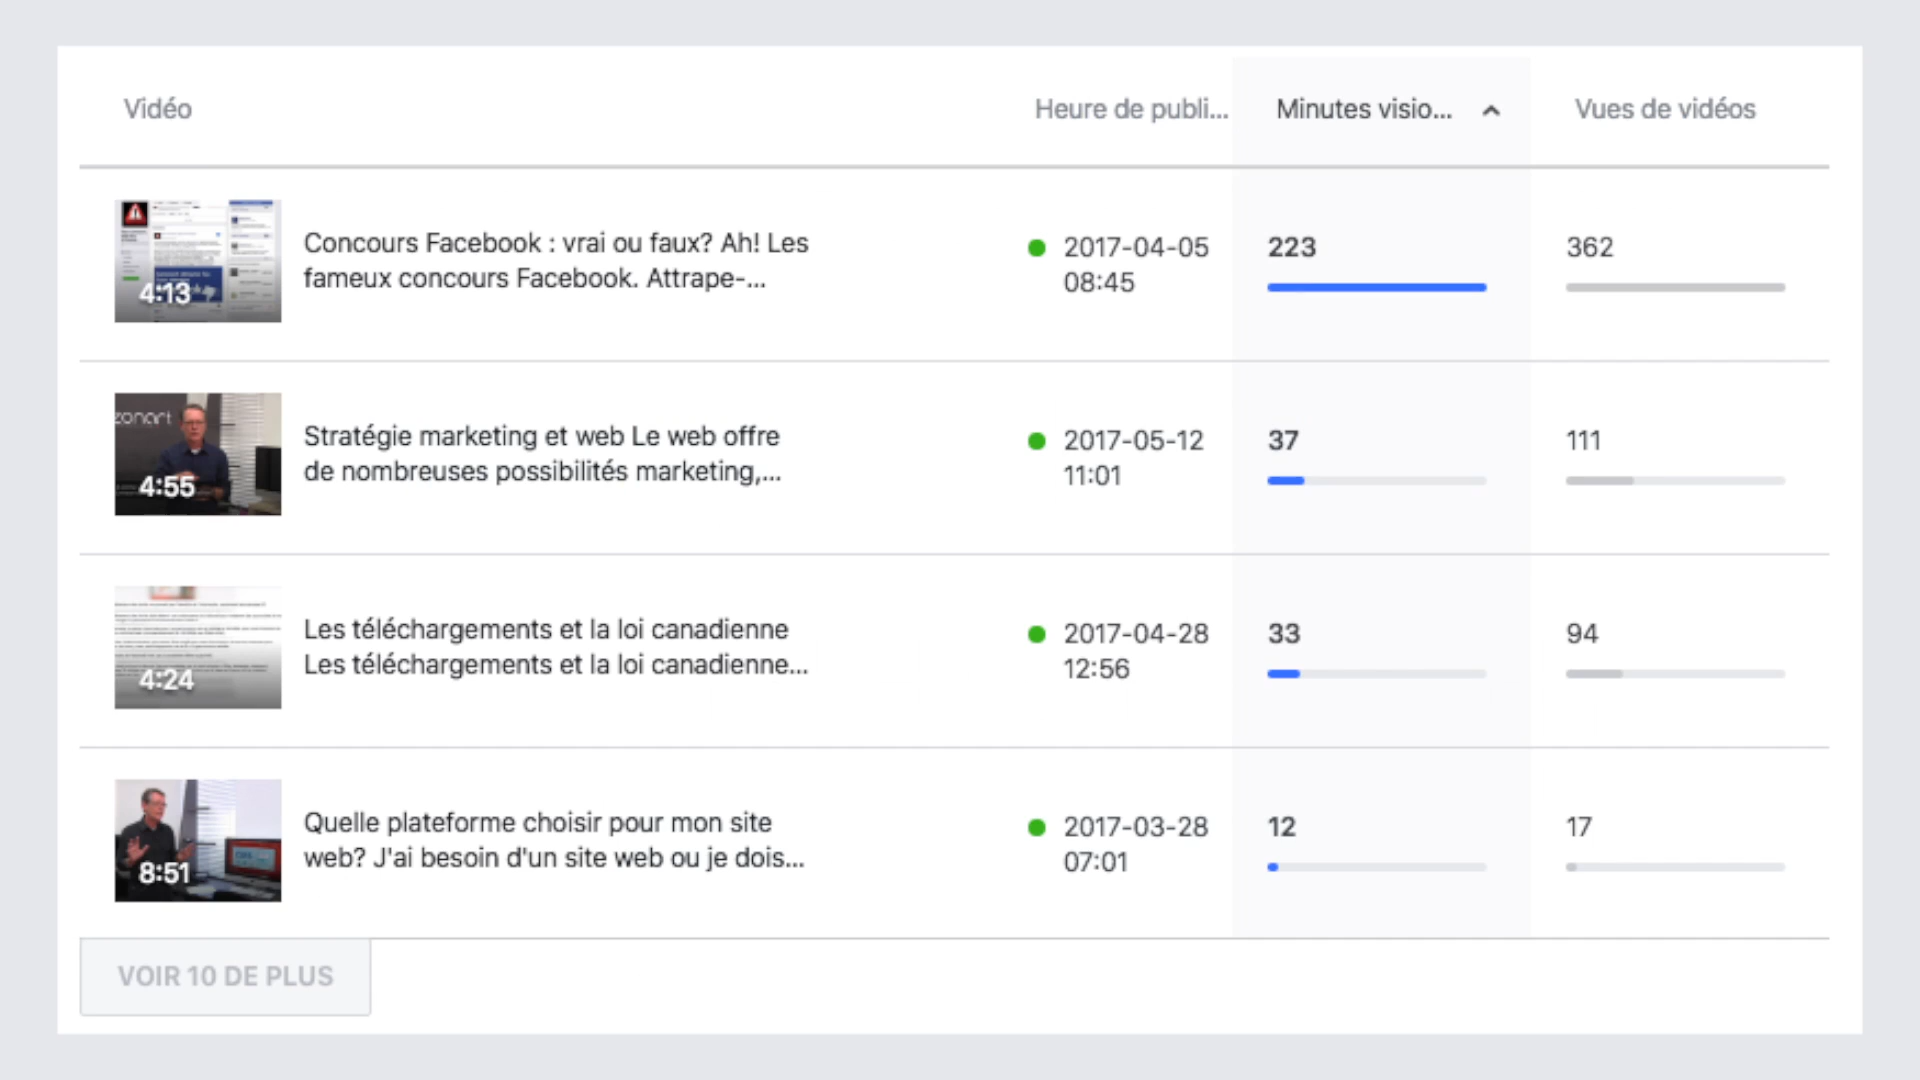 Vidéo
Heure de publi...
Minutes visio...
Vues de vidéos
4:13
Concours Facebook : vrai ou faux? Ah! Les
fameux concours Facebook. Attrape-...
2017-04-05
08:45
223
362
zonart
4:55
Stratégie marketing et web Le web offre
de nombreuses possibilités marketing,...
2017-05-12
11:01
37
111
4:24
Les téléchargements et la loi canadienne
Les téléchargements et la loi canadienne...
2017-04-28
12:56
33
94
8:51
Quelle plateforme choisir pour mon site
web? J'ai besoin d'un site web ou je dois...
2017-03-28
07:01
12
17
VOIR 10 DE PLUS